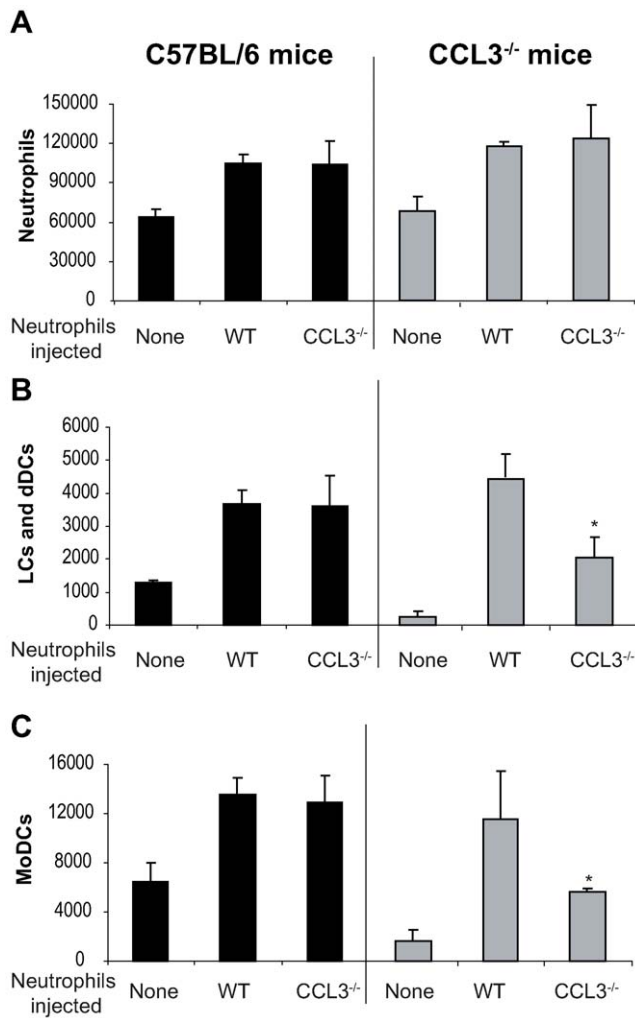 A
C57BL/6 mice CCL3-/- mice
Neutrophils
150000
120000
90000
60000
30000
0
Neutrophils injected
None WT CCL3-/- None WT CCL3-/-
B
LCs and dDCs
6000
5000
4000
3000
2000
1000
0
*
Neutrophils injected
None WT CCL3-/- None WT CCL3-/-
C
MoDCs
16000
12000
8000
4000
0
*
Neutrophils injected
None WT CCL3-/- None WT CCL3-/-